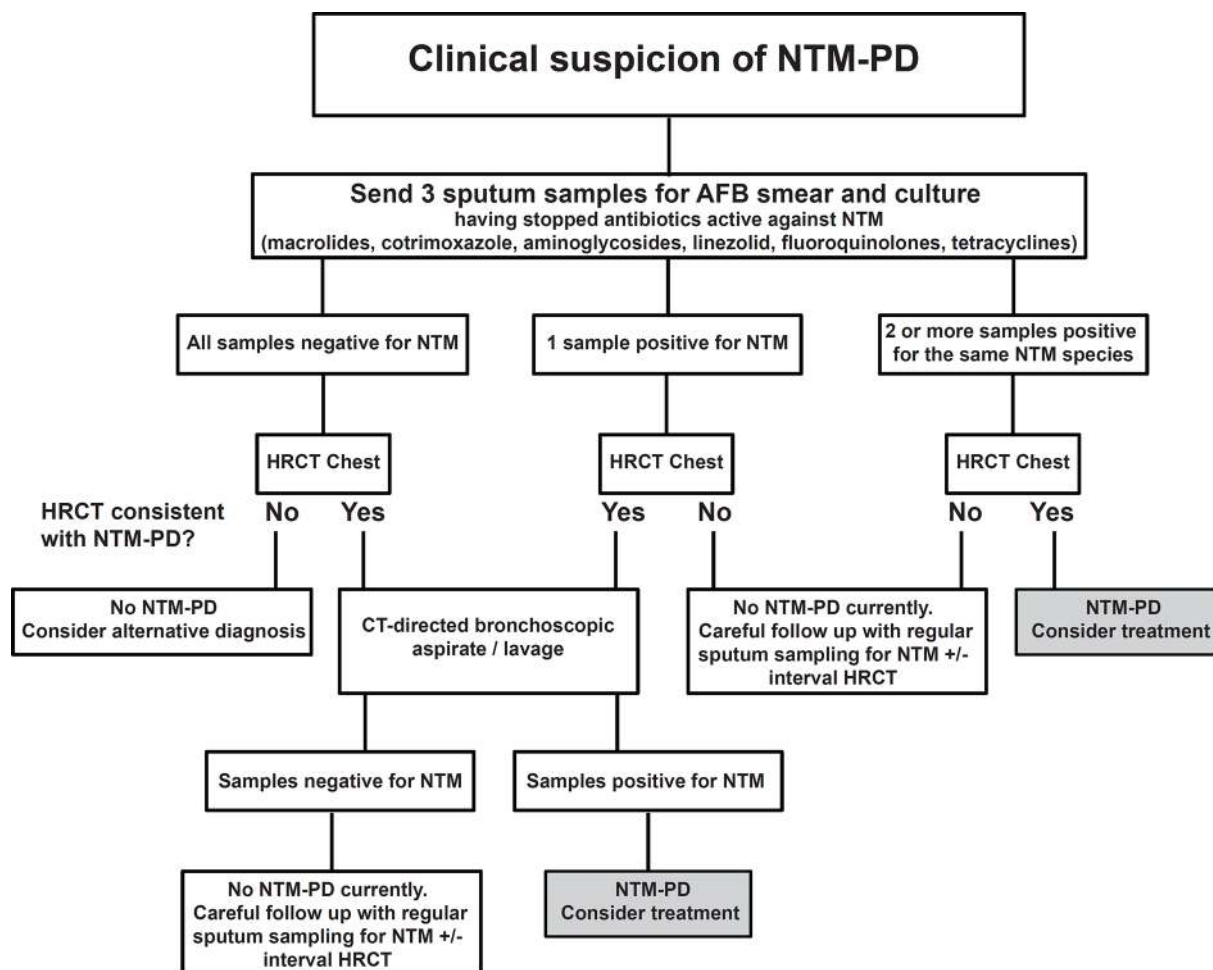 Clinical suspicion of NTM-PD
Send 3 sputum samples for AFB smear and culture
having stopped antibiotics active against NTM
(macrolides, cotrimoxazole, aminoglycosides, linezolid, fluoroquinolones, tetracyclines)
All samples negative for NTM
1 sample positive for NTM
2 or more samples positive
for the same NTM species
HRCT Chest
HRCT Chest
HRCT Chest
HRCT consistent
with NTM-PD?
No Yes
Yes No
No Yes
No NTM-PD
Consider alternative diagnosis
CT-directed bronchoscopic
aspirate / lavage
No NTM-PD currently.
Careful follow up with regular
sputum sampling for NTM +/-
interval HRCT
NTM-PD
Consider treatment
Samples negative for NTM
Samples positive for NTM
No NTM-PD currently.
Careful follow up with regular
sputum sampling for NTM +/-
interval HRCT
NTM-PD
Consider treatment